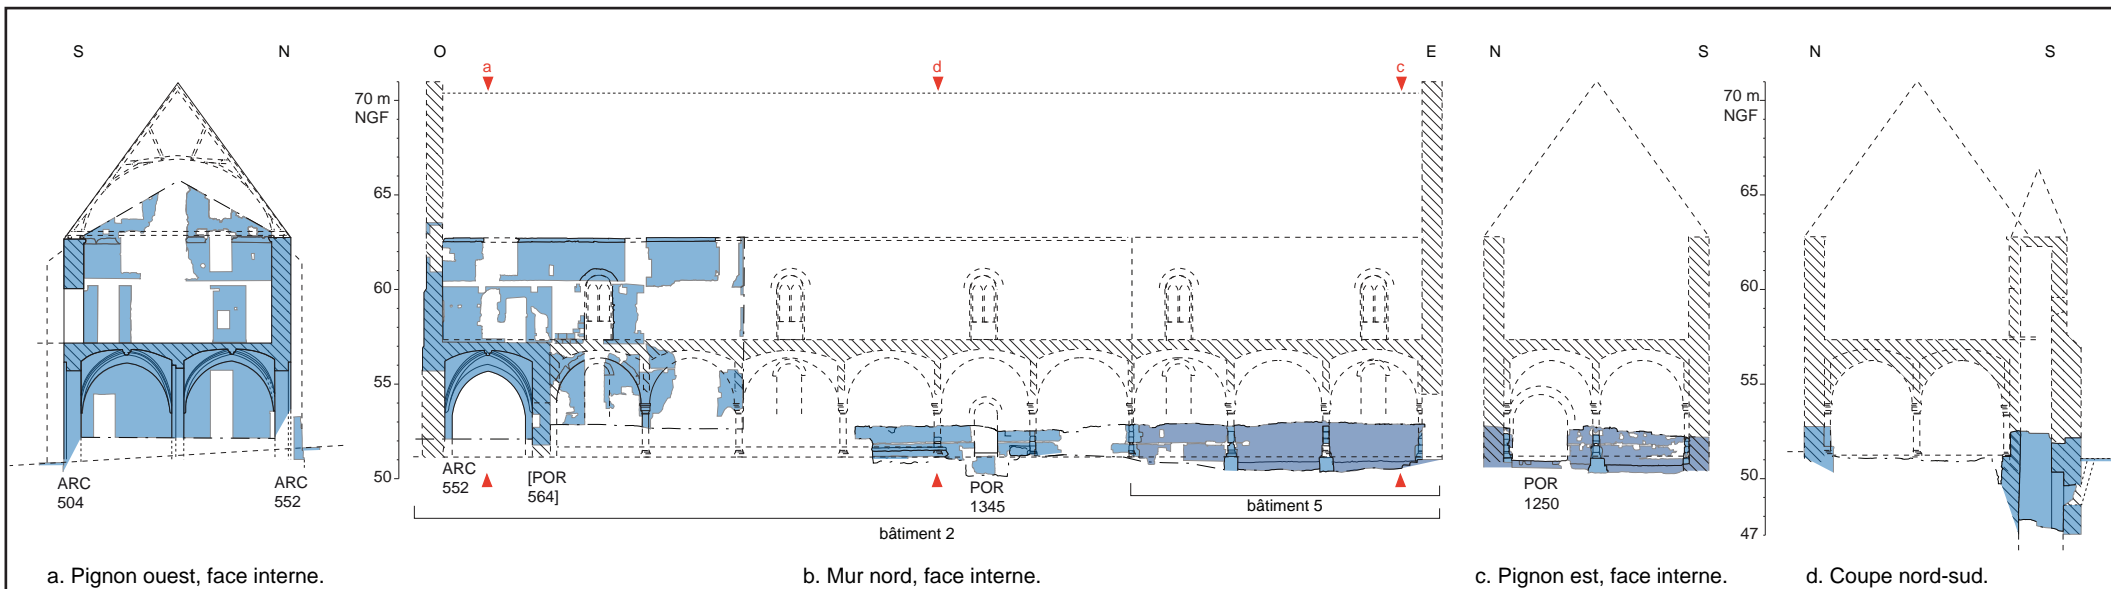 S N O E N S N S
a d c
70 m
NGF
65
60
55
50
70 m
NGF
65
60
55
50
47
ARC
504
ARC
552
ARC
552
[POR
564]
POR
1345
POR
1250
bâtiment 5
bâtiment 2
a. Pignon ouest, face interne.
b. Mur nord, face interne.
c. Pignon est, face interne.
d. Coupe nord-sud.